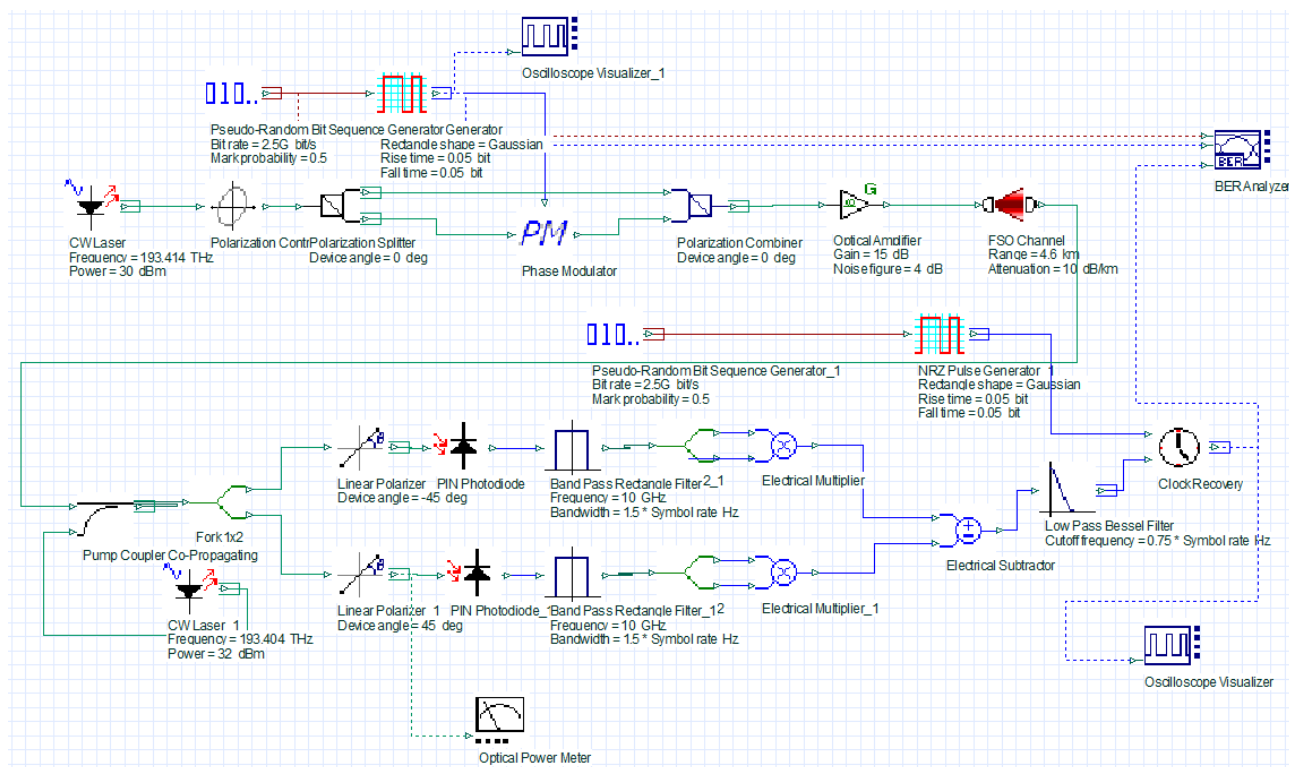 Oscilloscope Visualizer_1
010..
Pseudo-Random Bit Sequence Generator
Bit rate = 2.5G bit/s
Mark probability = 0.5
Generator
Rectangle shape = Gaussian
Rise time = 0.05 bit
Fall time = 0.05 bit
BER
BER Analyzer
CW Laser
Frequency = 193.414 THz
Power = 30 dBm
Polarization Contr
Polarization Splitter
Device angle = 0 deg
PM
Phase Modulator
Polarization Combiner
Device angle = 0 deg
G
Optical Amplifier
Gain = 15 dB
Noise figure = 4 dB
FSO Channel
Range = 4.6 km
Attenuation = 10 dB/km
010..
Pseudo-Random Bit Sequence Generator_1
Bit rate = 2.5G bit/s
Mark probability = 0.5
NRZ Pulse Generator_1
Rectangle shape = Gaussian
Rise time = 0.05 bit
Fall time = 0.05 bit
Linear Polarizer
Device angle = -45 deg
PIN Photodiode
Band Pass Rectangle Filter
Frequency = 10 GHz
Bandwidth = 1.5 * Symbol rate Hz
2_1
Electrical Multiplier
Clock Recovery
Low Pass Bessel Filter
Cutoff frequency = 0.75 * Symbol rate Hz
Electrical Subtractor
Fork 1x2
Pump Coupler Co-Propagating
CW Laser_1
Frequency = 193.404 THz
Power = 32 dBm
Linear Polarizer_1
Device angle = 45 deg
PIN Photodiode_1
Band Pass Rectangle Filter_1
Frequency = 10 GHz
Bandwidth = 1.5 * Symbol rate Hz
2
Electrical Multiplier_1
Oscilloscope Visualizer
Optical Power Meter